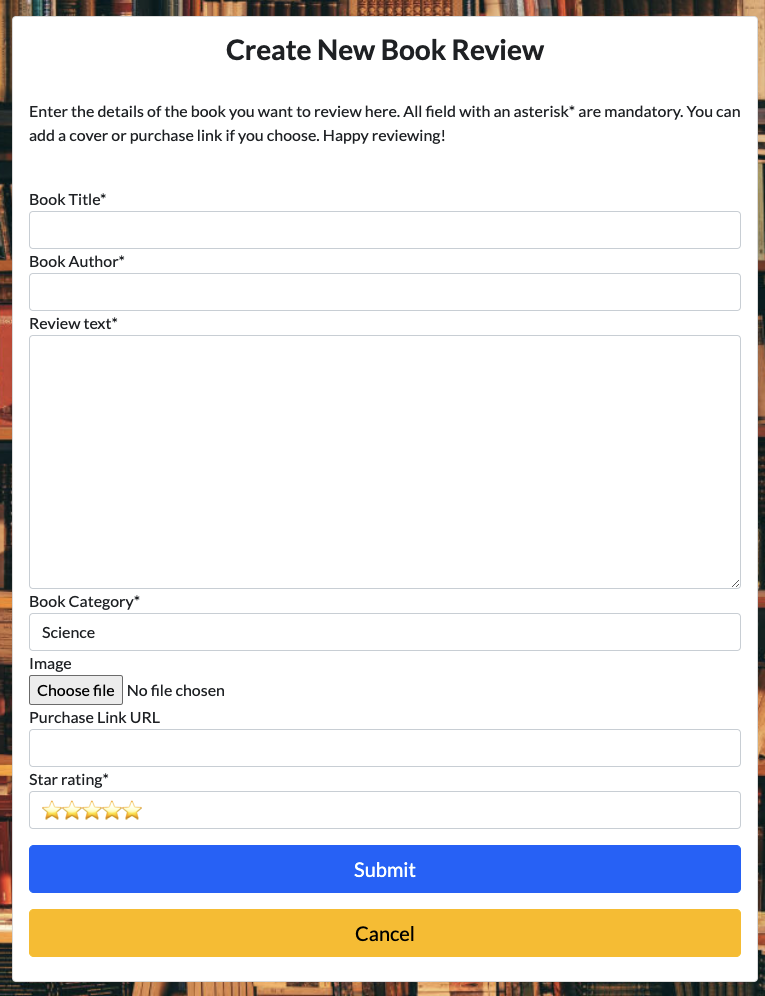 Create New Book Review
Enter the details of the book you want to review here. All field with an asterisk* are mandatory. You can
add a cover or purchase link if you choose. Happy reviewing!
Book Title*
Book Author*
Review text*
Book Category*
Science
Image
Choose file No file chosen
Purchase Link URL
Star rating*
⭐⭐⭐⭐⭐
Submit
Cancel